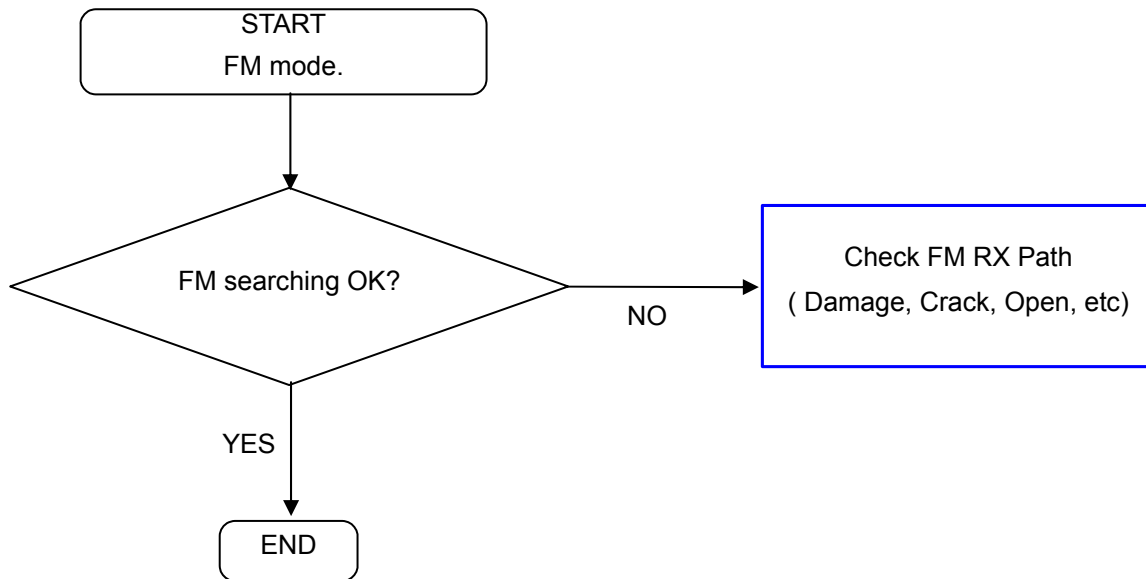 START
FM mode.
FM searching OK?
NO
Check FM RX Path
( Damage, Crack, Open, etc)
YES
END